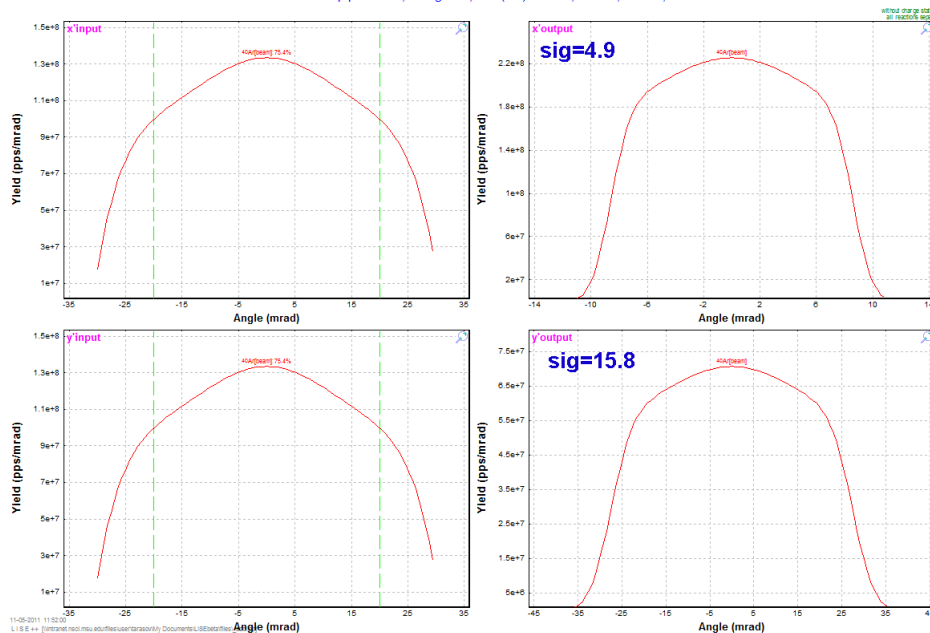 without charge stat
all reactions sepa
x'input
40Ar[beam] 75.4%
1.5e+8
1.3e+8
1.1e+8
9e+7
7e+7
5e+7
3e+7
1e+7
Yield (pps/mrad)
-35 -25 -15 -5 5 15 25 35
Angle (mrad)
x'output
sig=4.9
40Ar[beam]
2.2e+8
1.8e+8
1.4e+8
1e+8
6e+7
2e+7
Yield (pps/mrad)
-14 -10 -6 -2 2 6 10 14
Angle (mrad)
y'input
40Ar[beam] 75.4%
1.5e+8
1.3e+8
1.1e+8
9e+7
7e+7
5e+7
3e+7
1e+7
Yield (pps/mrad)
-35 -25 -15 -5 5 15 25 35
Angle (mrad)
y'output
sig=15.8
40Ar[beam]
7.5e+7
6.5e+7
5.5e+7
4.5e+7
3.5e+7
2.5e+7
1.5e+7
5e+6
Yield (pps/mrad)
-45 -35 -25 -15 -5 5 15 25 35
Angle (mrad)
11-05-2011 11:52:00
L I S E ++